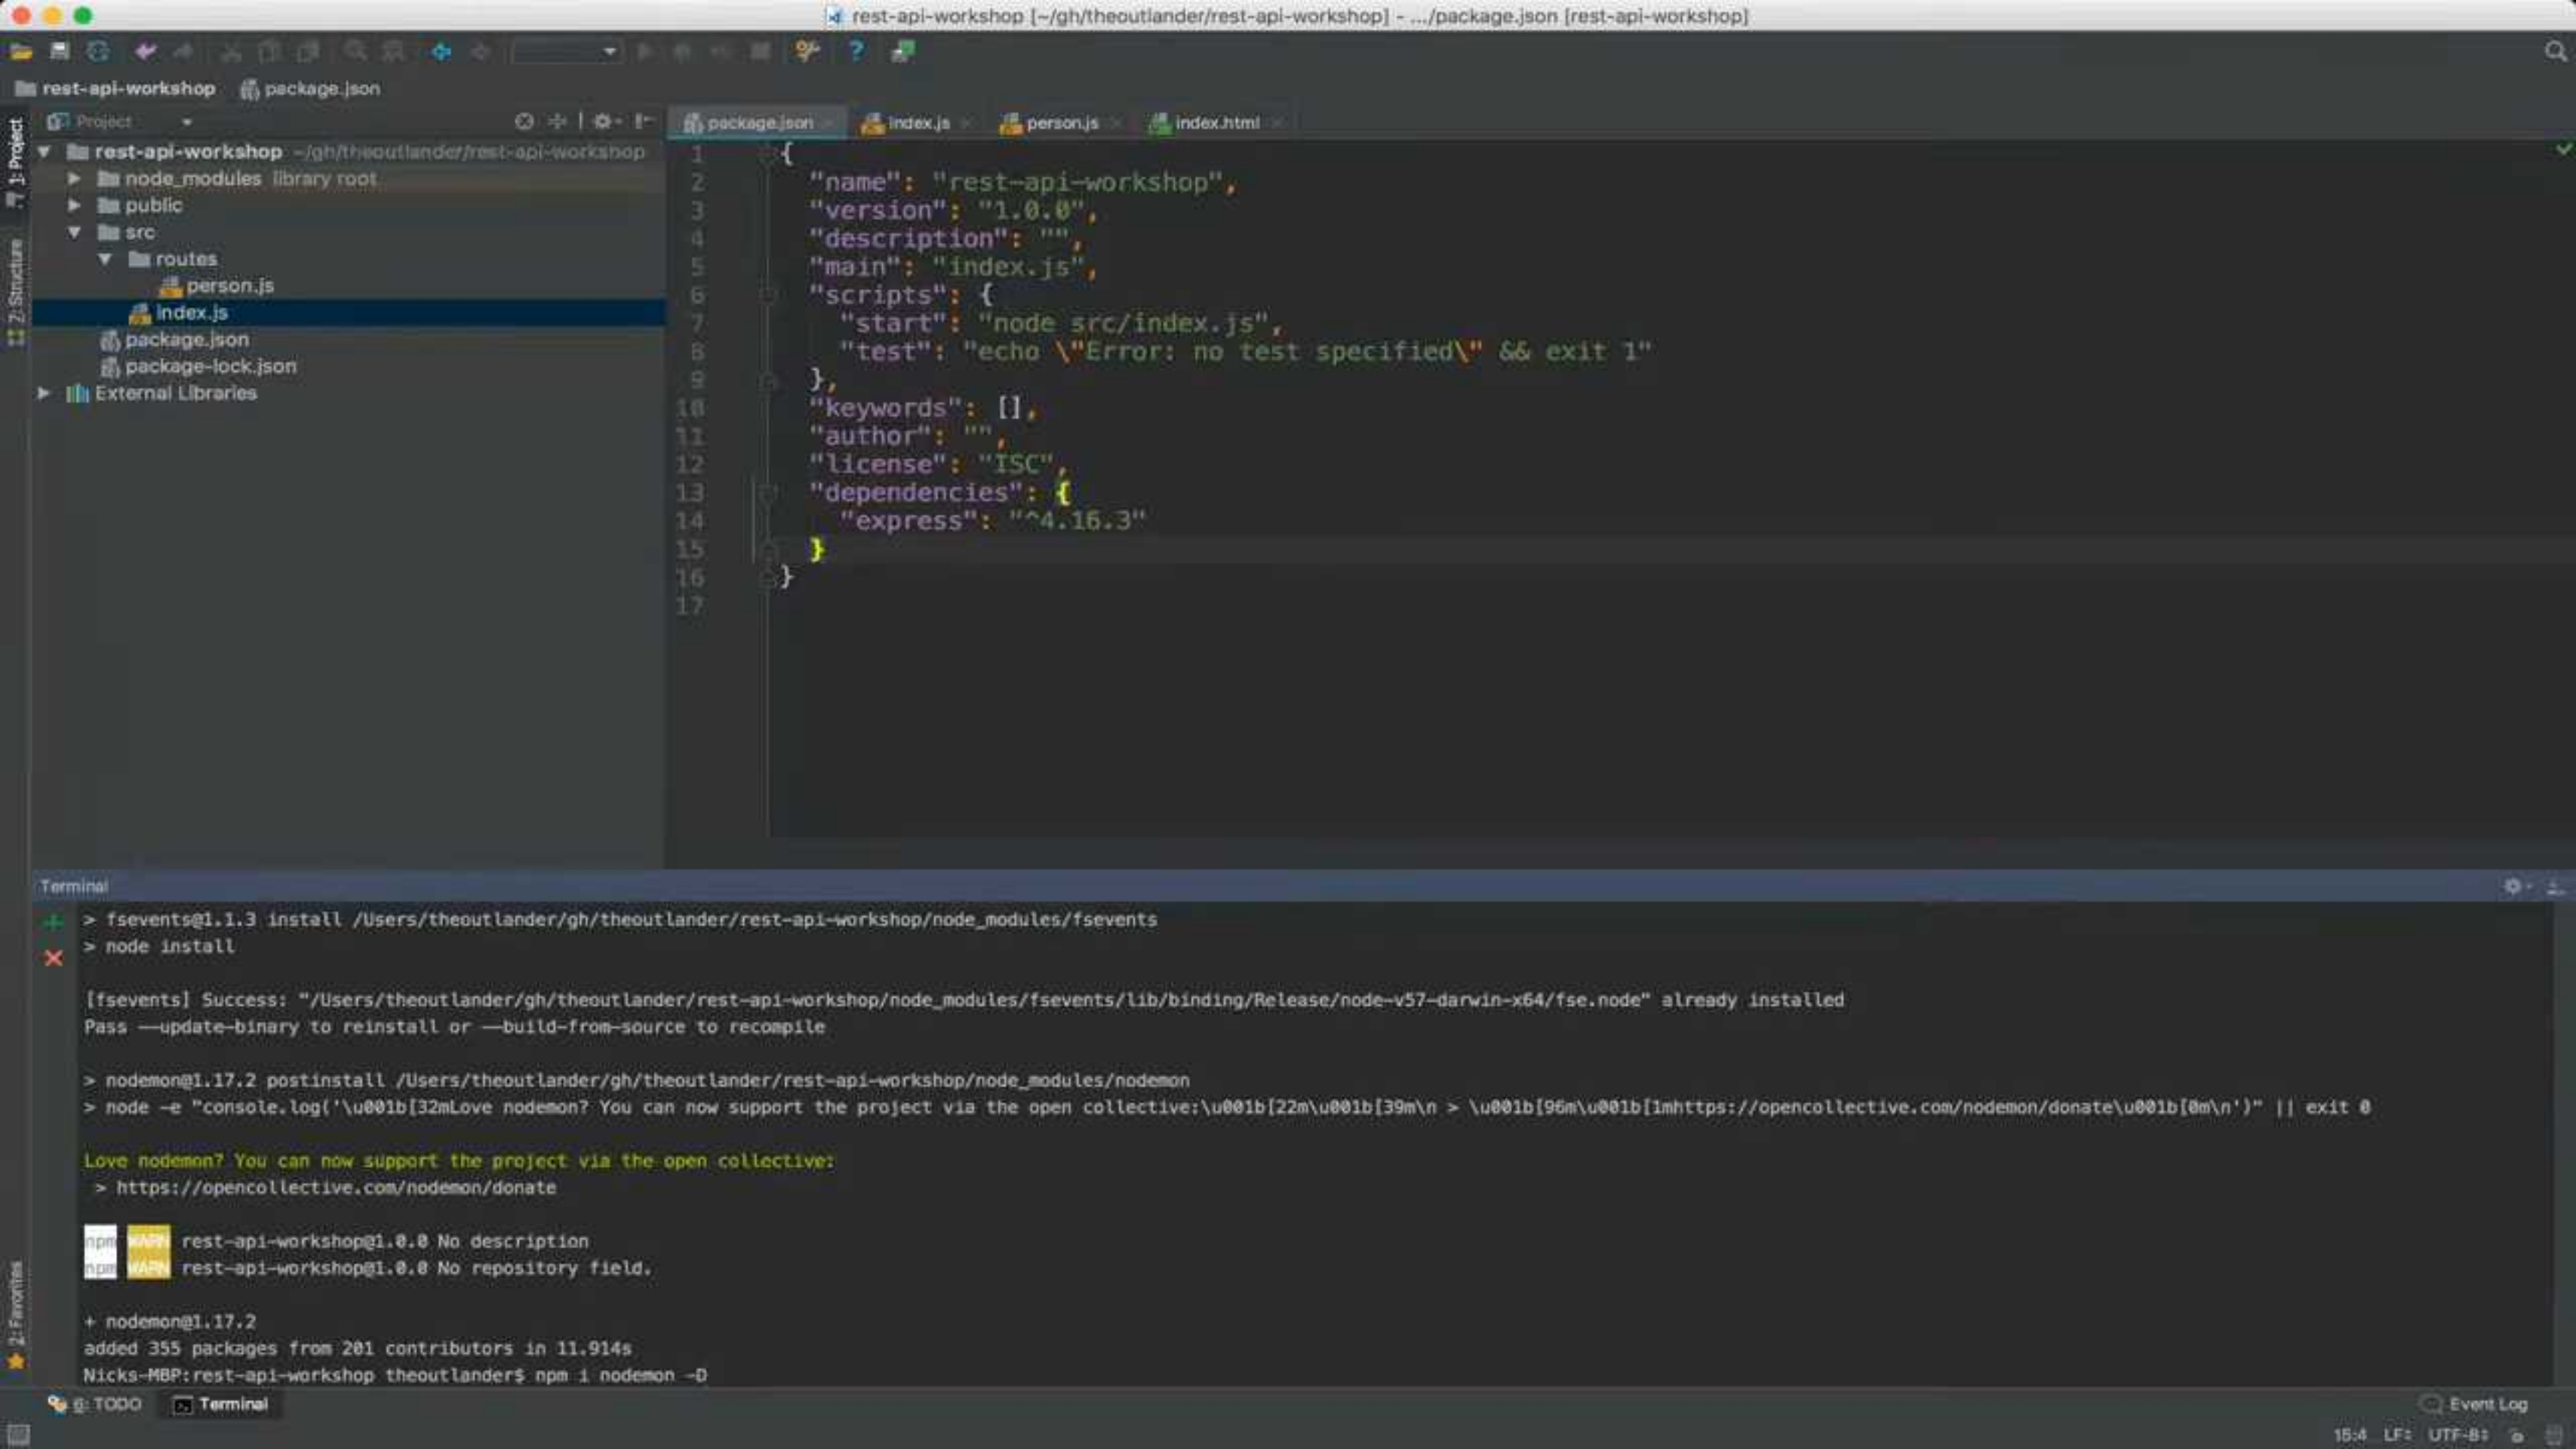 rest-api-workshop [~/gh/theoutlander/rest-api-workshop] - .../package.json [rest-api-workshop]
rest-api-workshop package.json
Project
package.json index.js person.js index.html
1: Project
2: Structure
2: Favorites
rest-api-workshop ~/gh/theoutlander/rest-api-workshop
node_modules library root
public
src
routes
person.js
index.js
package.json
package-lock.json
External Libraries
1 {
2 "name": "rest-api-workshop",
3 "version": "1.0.0",
4 "description": "",
5 "main": "index.js",
6 "scripts": {
7 "start": "node src/index.js",
8 "test": "echo \"Error: no test specified\" && exit 1"
9 },
10 "keywords": [],
11 "author": "",
12 "license": "ISC",
13 "dependencies": {
14 "express": "^4.16.3"
15 }
16 }
17
Terminal
> fsevents@1.1.3 install /Users/theoutlander/gh/theoutlander/rest-api-workshop/node_modules/fsevents
> node install
[fsevents] Success: "/Users/theoutlander/gh/theoutlander/rest-api-workshop/node_modules/fsevents/lib/binding/Release/node-v57-darwin-x64/fse.node" already installed
Pass --update-binary to reinstall or --build-from-source to recompile
> nodemon@1.17.2 postinstall /Users/theoutlander/gh/theoutlander/rest-api-workshop/node_modules/nodemon
> node -e "console.log('\u001b[32mLove nodemon? You can now support the project via the open collective:\u001b[22m\u001b[39m\n > \u001b[96m\u001b[1mhttps://opencollective.com/nodemon/donate\u001b[0m\n')" || exit 0
Love nodemon? You can now support the project via the open collective:
> https://opencollective.com/nodemon/donate
npm WARN rest-api-workshop@1.0.0 No description
npm WARN rest-api-workshop@1.0.0 No repository field.
+ nodemon@1.17.2
added 355 packages from 201 contributors in 11.914s
Nicks-MBP:rest-api-workshop theoutlander$ npm i nodemon -D
6: TODO Terminal Event Log
15:4 LF UTF-8